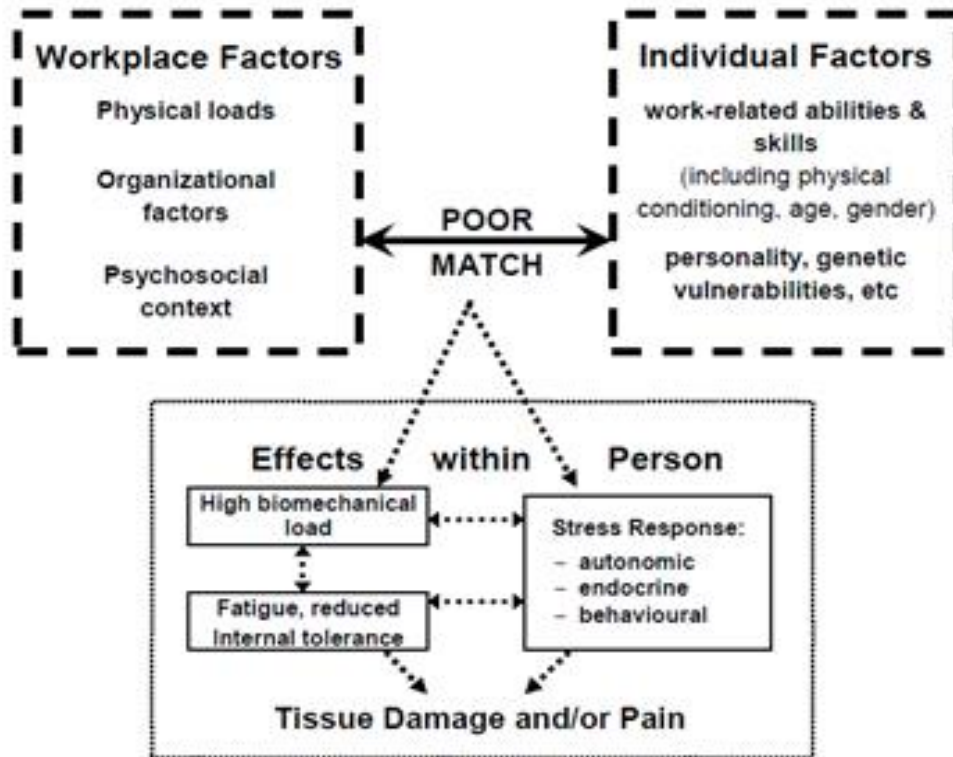 Workplace Factors
Physical loads
Organizational
factors
Psychosocial
context
Individual Factors
work-related abilities &
skills
(including physical
conditioning, age, gender)
personality, genetic
vulnerabilities, etc
POOR
MATCH
Effects within Person
High biomechanical
load
Fatigue, reduced
Internal tolerance
Stress Response:
– autonomic
– endocrine
– behavioural
Tissue Damage and/or Pain